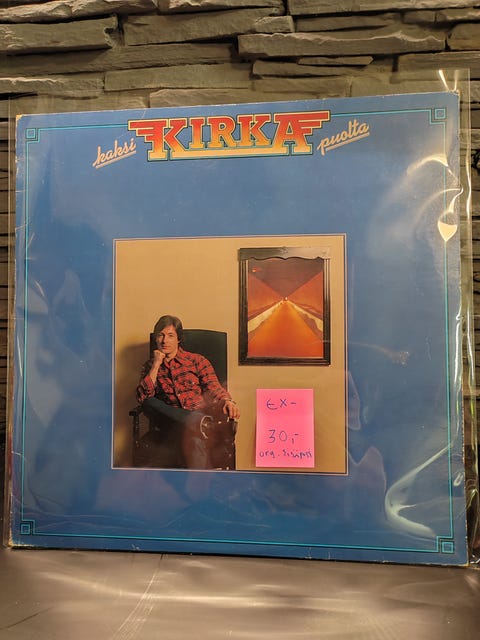 kaksi KIRKA puolta
EX-
30,-
org. sisäpussi